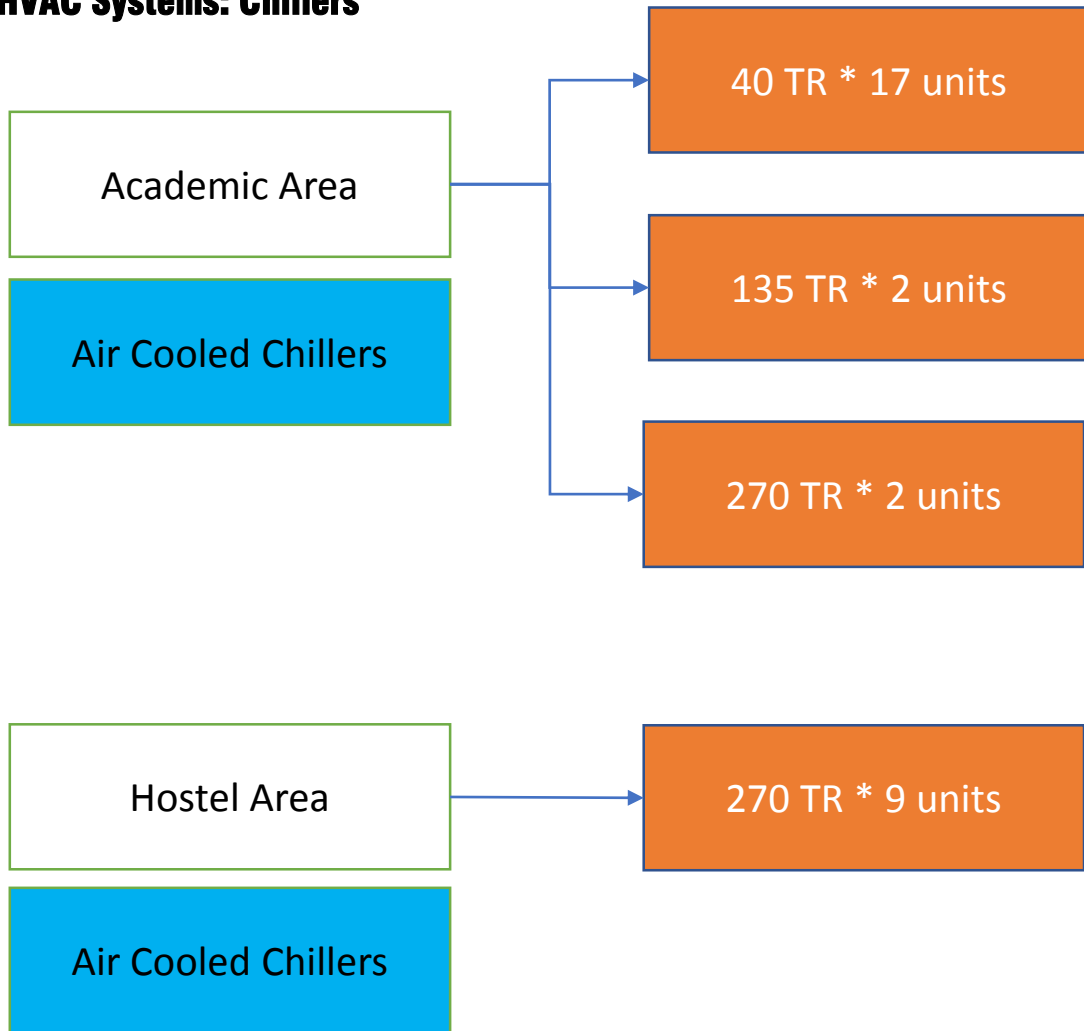 HVAC Systems: Chillers
40 TR * 17 units
Academic Area
135 TR * 2 units
Air Cooled Chillers
270 TR * 2 units
Hostel Area
270 TR * 9 units
Air Cooled Chillers